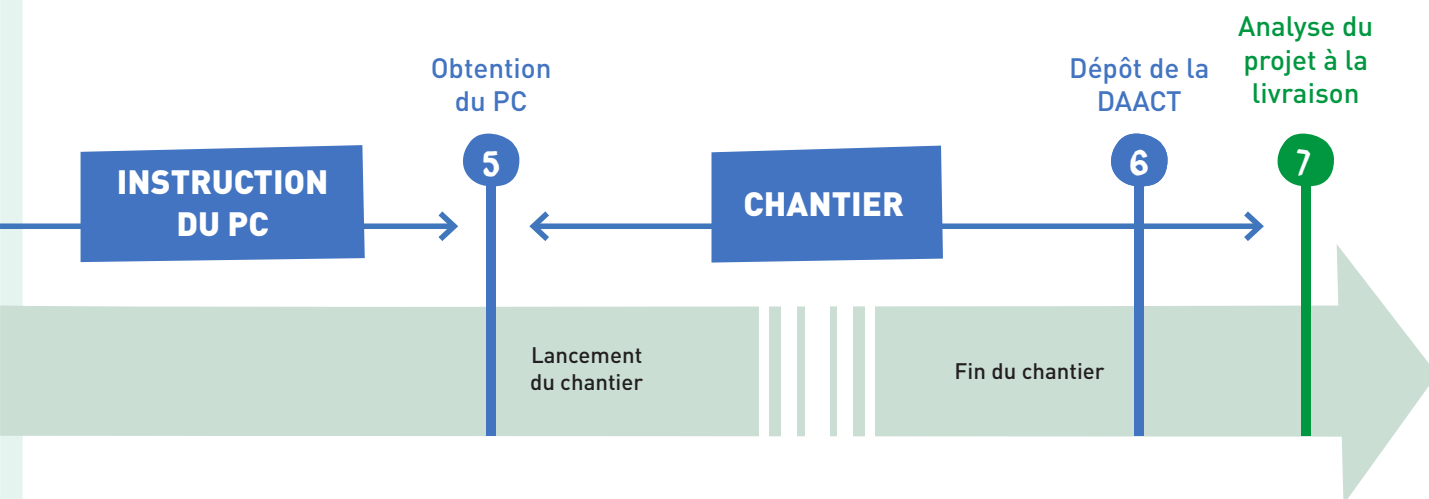 Analyse du
projet à la
livraison
Obtention
du PC
Dépôt de la
DAACT
5
6
7
INSTRUCTION
DU PC
CHANTIER
Lancement
du chantier
Fin du chantier